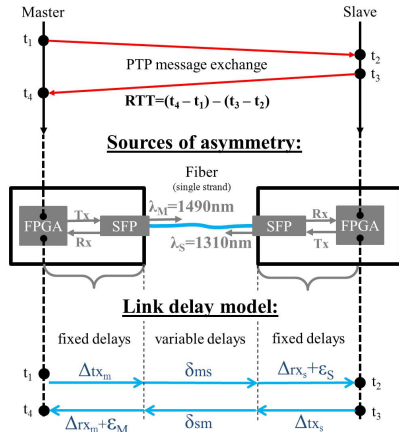 Master
Slave
t1
t2
PTP message exchange
t3
t4
RTT=(t4 – t1) – (t3 – t2)
Sources of asymmetry:
Fiber
(single strand)
λM=1490nm
FPGA
Tx
Rx
SFP
λS=1310nm
SFP
Rx
Tx
FPGA
Link delay model:
fixed delays
variable delays
fixed delays
t1
Δtxm
δms
Δrxs+εS
t2
t4
Δrxm+εM
δsm
Δtxs
t3